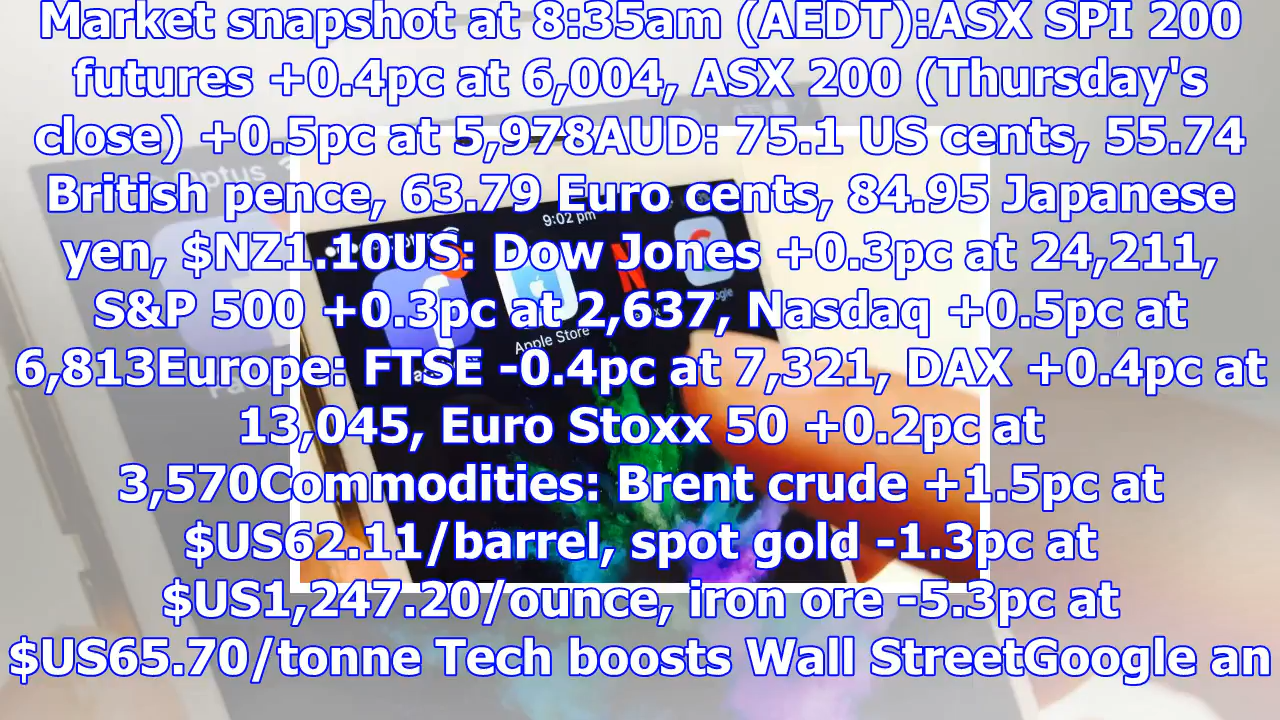 Market snapshot at 8:35am (AEDT):ASX SPI 200
futures +0.4pc at 6,004, ASX 200 (Thursday's
close) +0.5pc at 5,978AUD: 75.1 US cents, 55.74
British pence, 63.79 Euro cents, 84.95 Japanese
yen, $NZ1.10US: Dow Jones +0.3pc at 24,211,
S&P 500 +0.3pc at 2,637, Nasdaq +0.5pc at
6,813Europe: FTSE -0.4pc at 7,321, DAX +0.4pc at
13,045, Euro Stoxx 50 +0.2pc at
3,570Commodities: Brent crude +1.5pc at
$US62.11/barrel, spot gold -1.3pc at
$US1,247.20/ounce, iron ore -5.3pc at
$US65.70/tonne Tech boosts Wall StreetGoogle an
9:02 pm
Apple Store